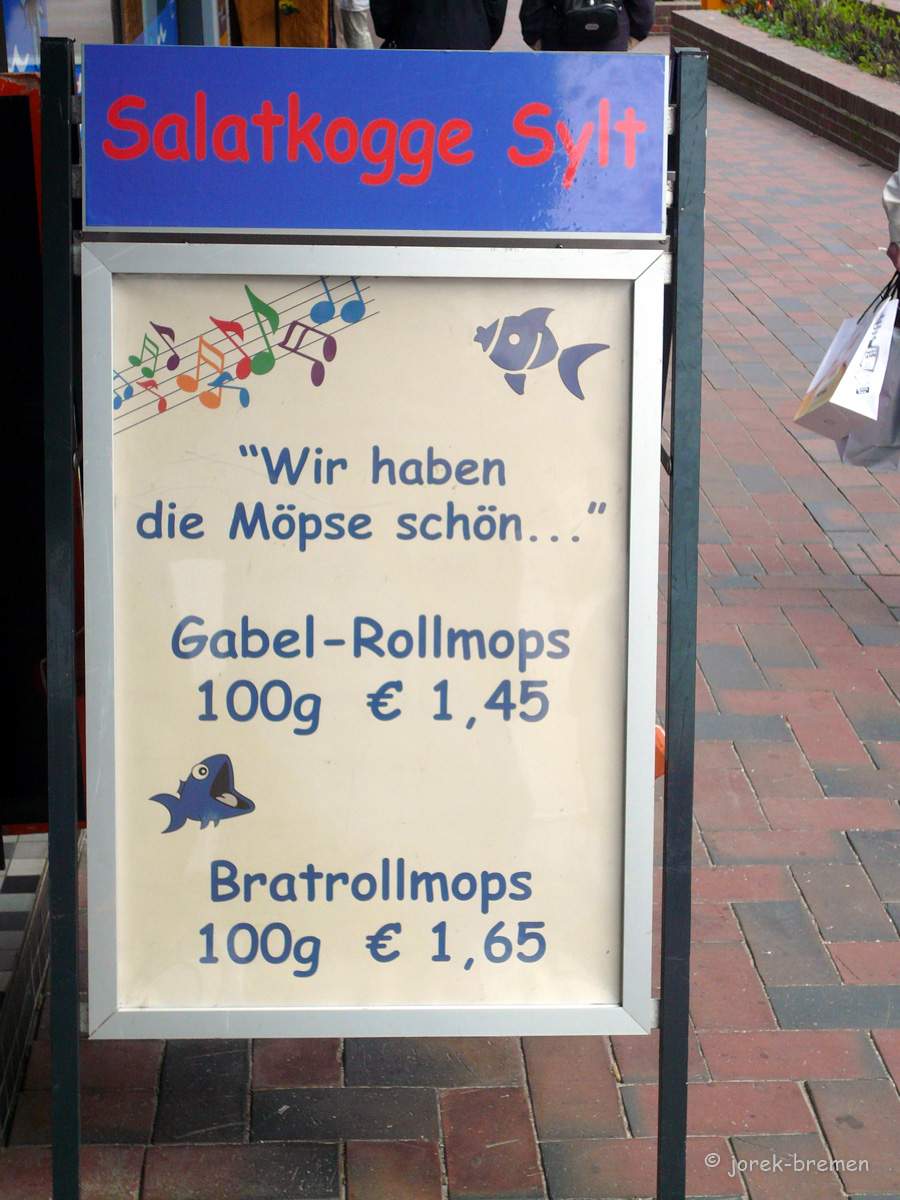 Salatkogge Sylt
“Wir haben
die Möpse schön...”
Gabel-Rollmops
100g € 1,45
Bratrollmops
100g € 1,65
© jorek-bremen